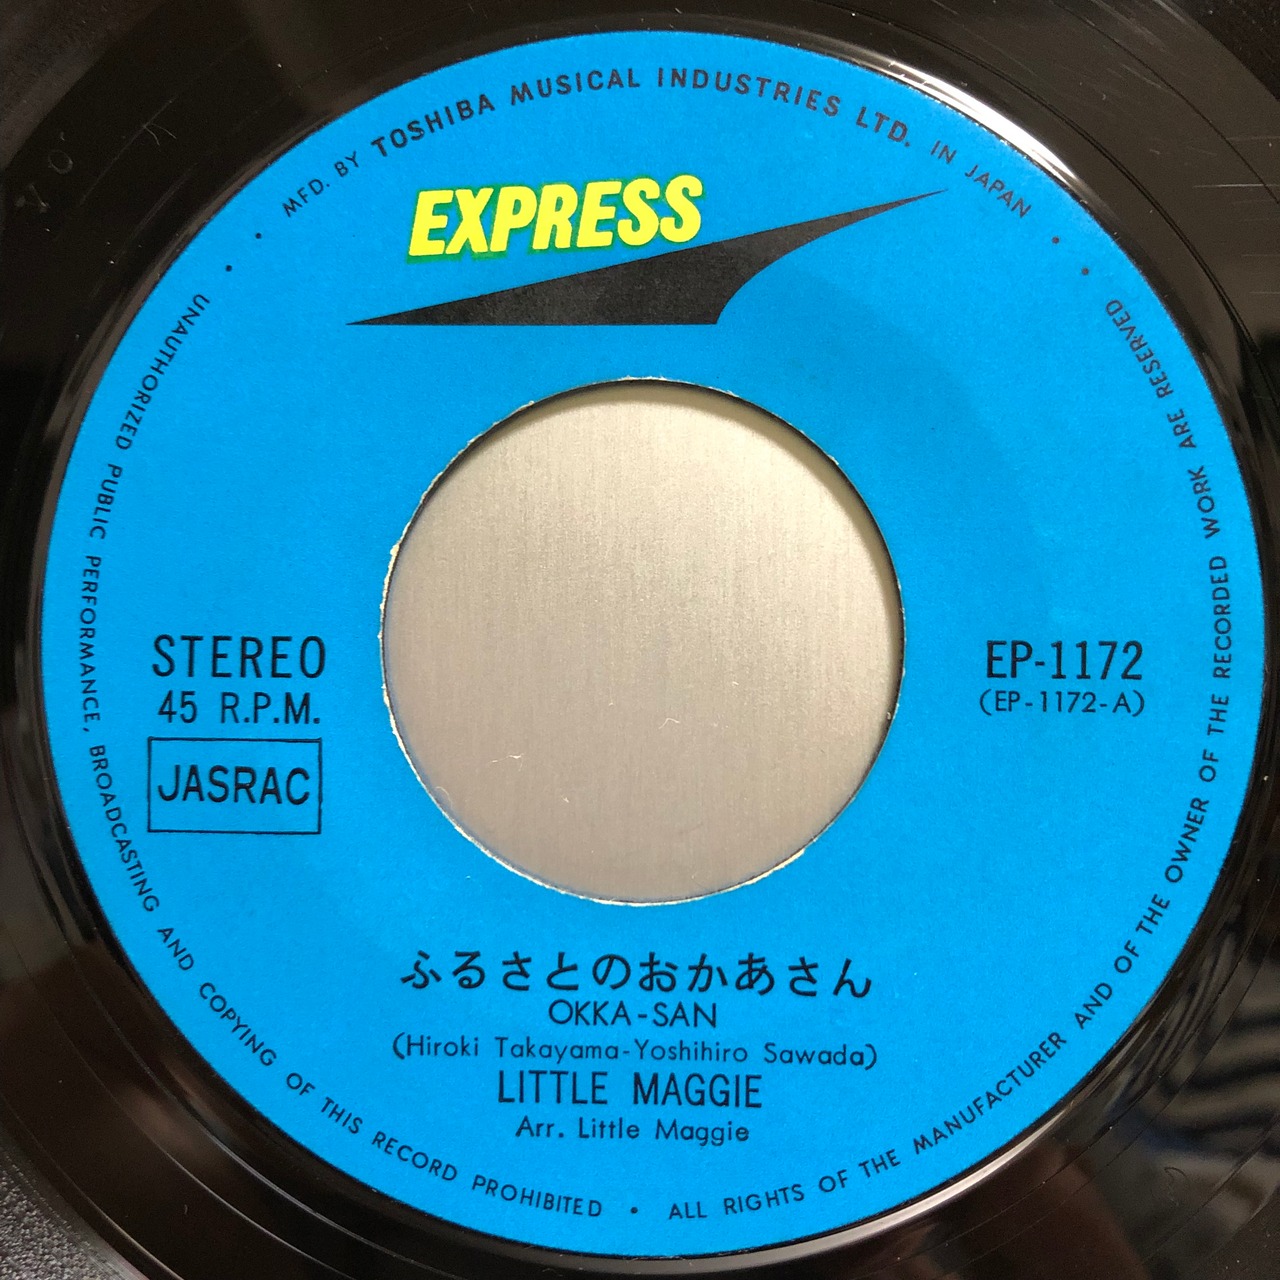 MFD. BY TOSHIBA MUSICAL INDUSTRIES LTD. IN JAPAN
EXPRESS
STEREO
45 R.P.M.
JASRAC
EP-1172
(EP-1172-A)
ふるさとのおかあさん
OKKA-SAN
(Hiroki Takayama-Yoshihiro Sawada)
LITTLE MAGGIE
Arr. Little Maggie
UNAUTHORIZED PUBLIC PERFORMANCE, BROADCASTING AND COPYING OF THIS RECORD PROHIBITED • ALL RIGHTS OF THE MANUFACTURER AND OF THE OWNER OF THE RECORDED WORK ARE RESERVED